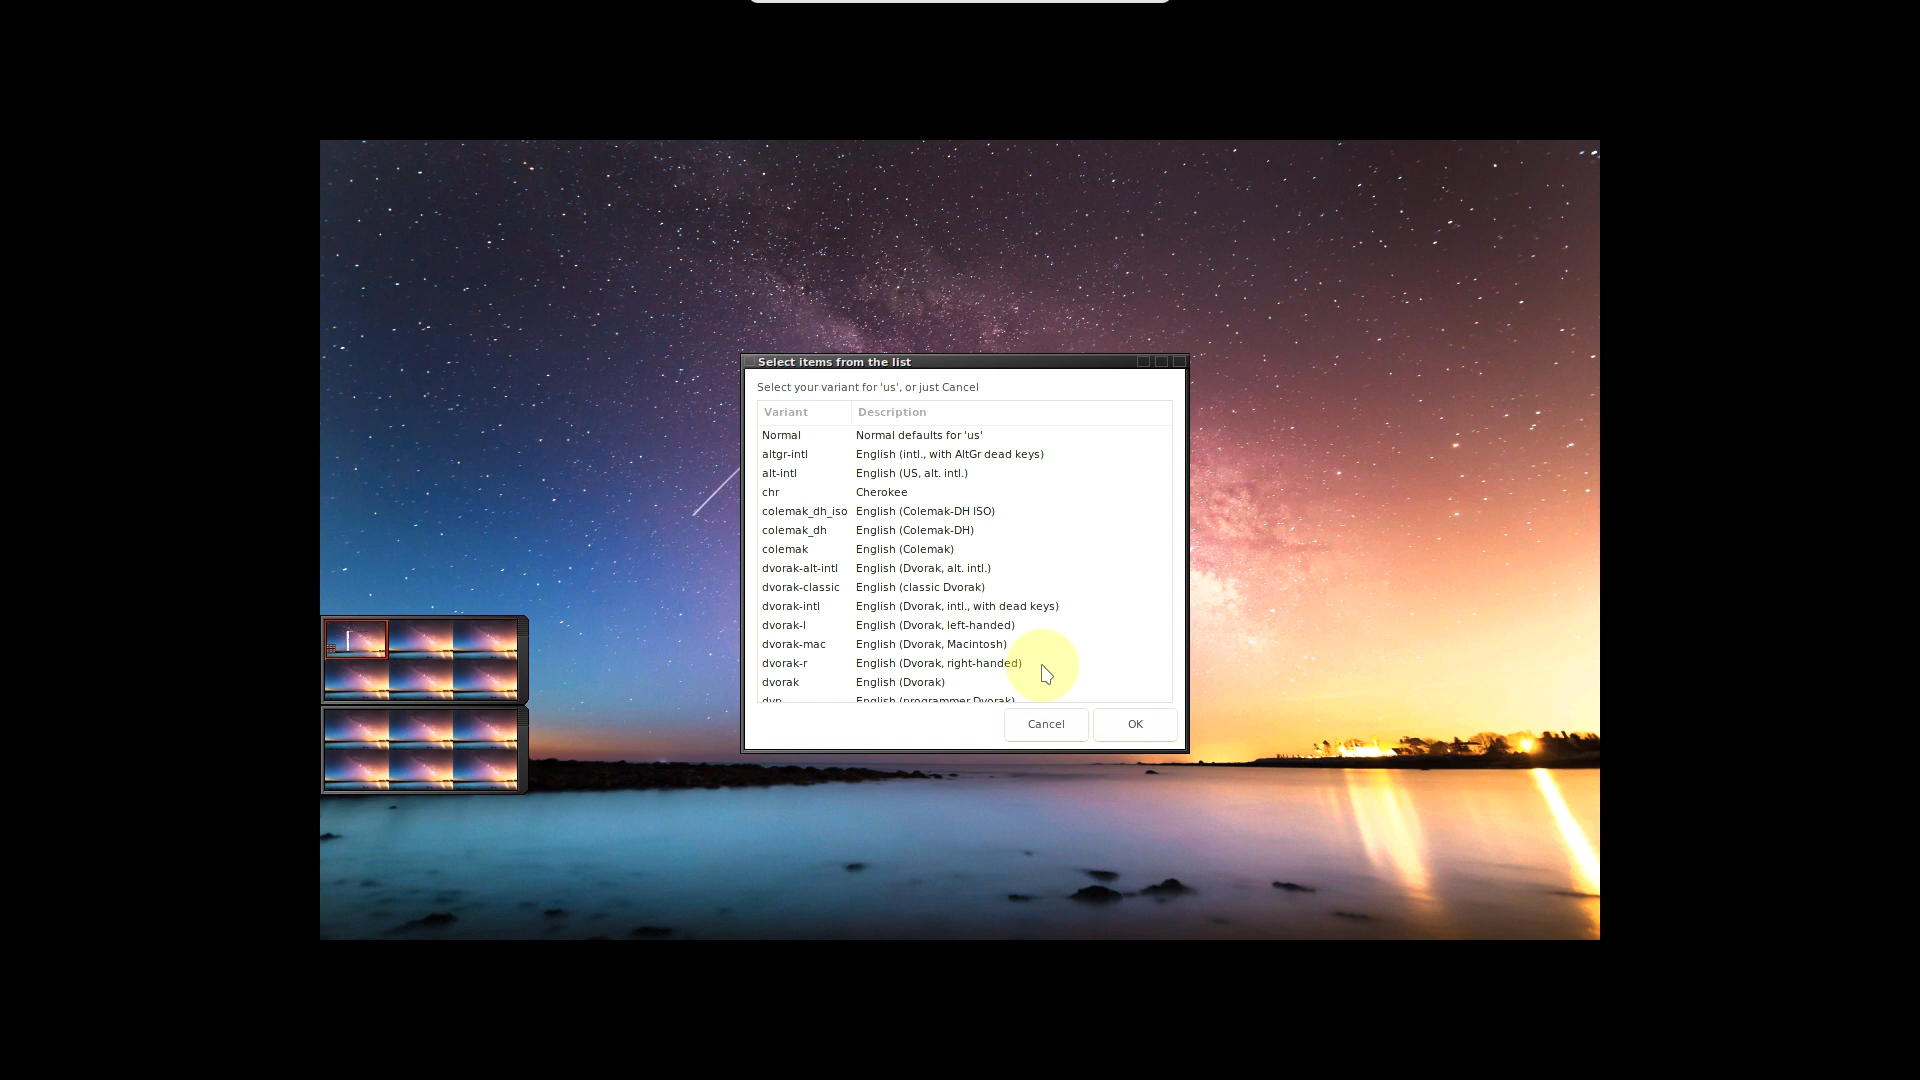 Select items from the list
Select your variant for 'us', or just Cancel
Variant Description
Normal Normal defaults for 'us'
altgr-intl English (intl., with AltGr dead keys)
alt-intl English (US, alt. intl.)
chr Cherokee
colemak_dh_iso English (Colemak-DH ISO)
colemak_dh English (Colemak-DH)
colemak English (Colemak)
dvorak-alt-intl English (Dvorak, alt. intl.)
dvorak-classic English (classic Dvorak)
dvorak-intl English (Dvorak, intl., with dead keys)
dvorak-l English (Dvorak, left-handed)
dvorak-mac English (Dvorak, Macintosh)
dvorak-r English (Dvorak, right-handed)
dvorak English (Dvorak)
dvp English (programmer Dvorak)
Cancel OK